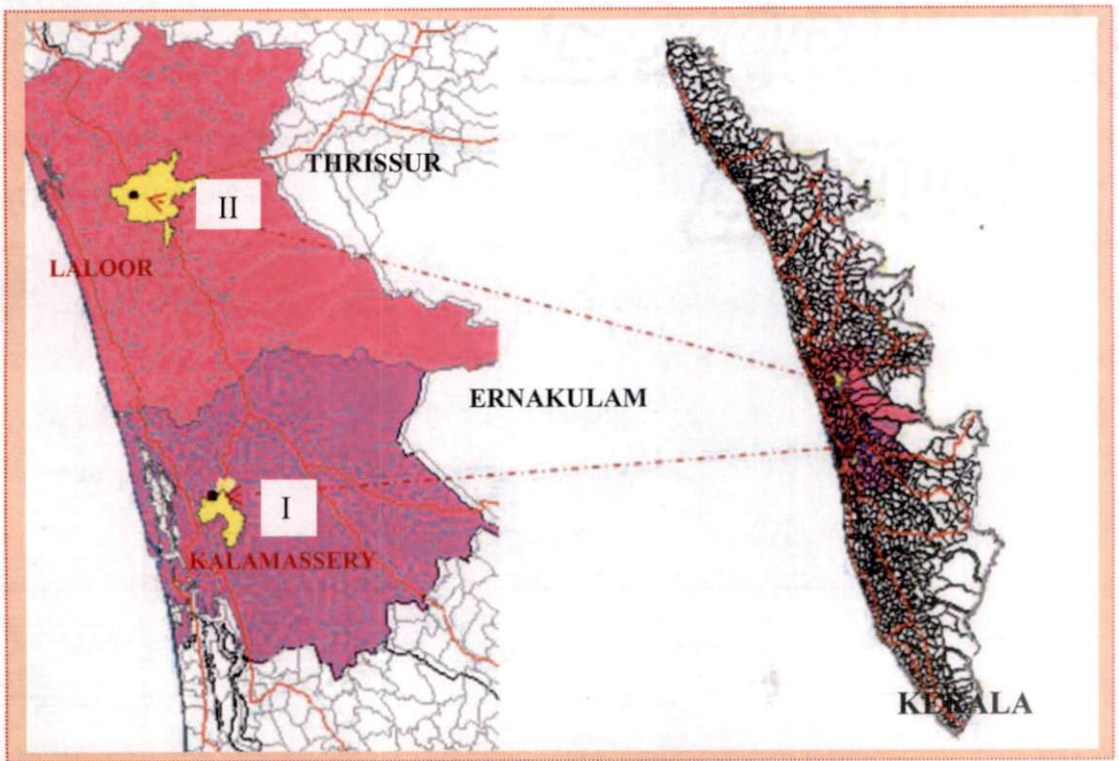 THRISSUR
II
LALOOR
ERNAKULAM
I
KALAMASSERY
KERALA